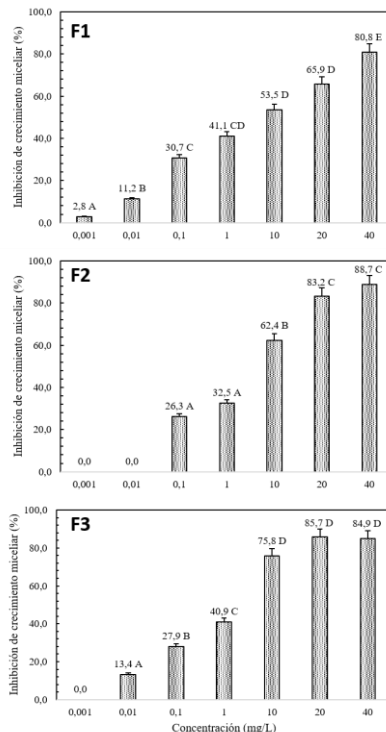 F1
Inhibición de crecimiento miceliar (%)
100,0
80,0
60,0
40,0
20,0
0,0
2,8 A
11,2 B
30,7 C
41,1 CD
53,5 D
65,9 D
80,8 E
0,001 0,01 0,1 1 10 20 40
F2
Inhibición de crecimiento miceliar (%)
100,0
80,0
60,0
40,0
20,0
0,0
0,0
0,0
26,3 A
32,5 A
62,4 B
83,2 C
88,7 C
0,001 0,01 0,1 1 10 20 40
F3
Inhibición de crecimiento miceliar (%)
100,0
80,0
60,0
40,0
20,0
0,0
0,0
13,4 A
27,9 B
40,9 C
75,8 D
85,7 D
84,9 D
0,001 0,01 0,1 1 10 20 40
Concentración (mg/L)